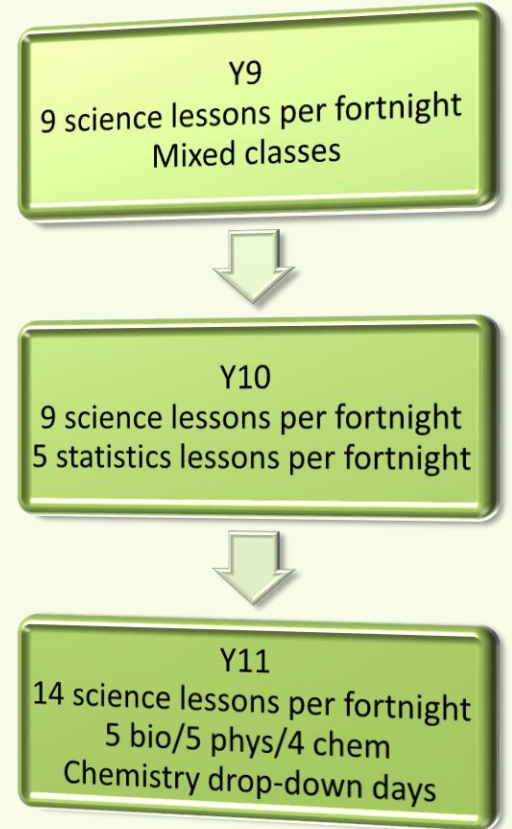 Y9
9 science lessons per fortnight
Mixed classes
Y10
9 science lessons per fortnight
5 statistics lessons per fortnight
Y11
14 science lessons per fortnight
5 bio/5 phys/4 chem
Chemistry drop-down days